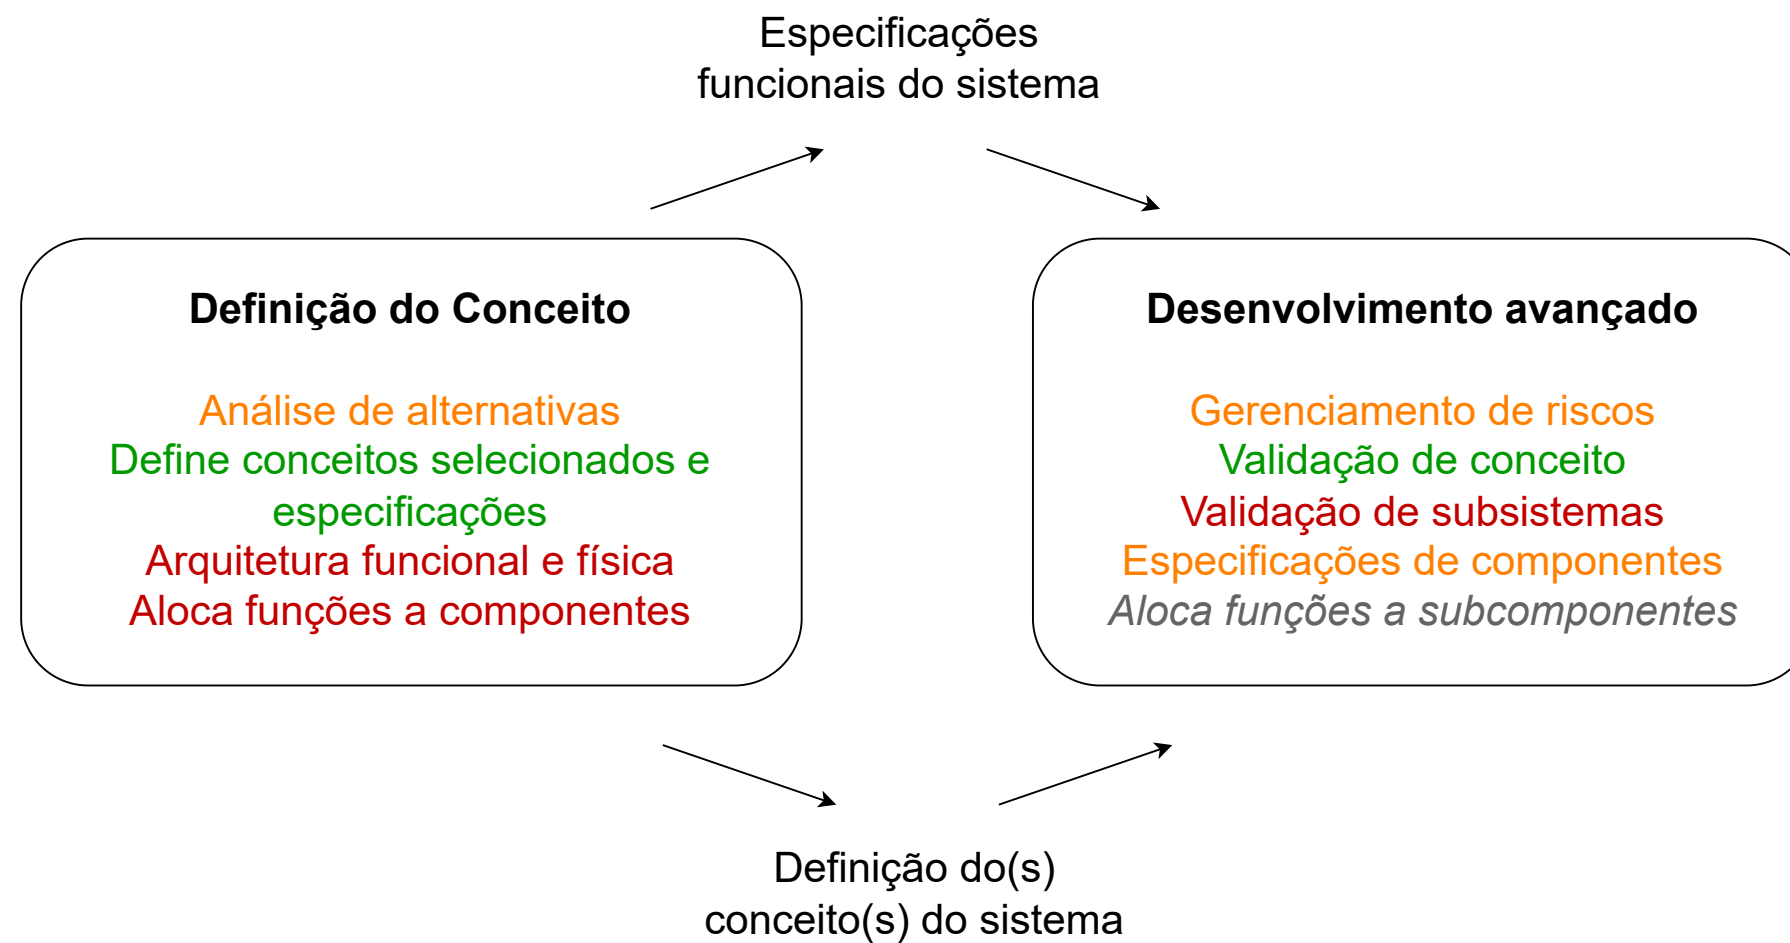 Especificações
funcionais do sistema
Definição do Conceito
Análise de alternativas
Define conceitos selecionados e
especificações
Arquitetura funcional e física
Aloca funções a componentes
Desenvolvimento avançado
Gerenciamento de riscos
Validação de conceito
Validação de subsistemas
Especificações de componentes
Aloca funções a subcomponentes
Definição do(s)
conceito(s) do sistema